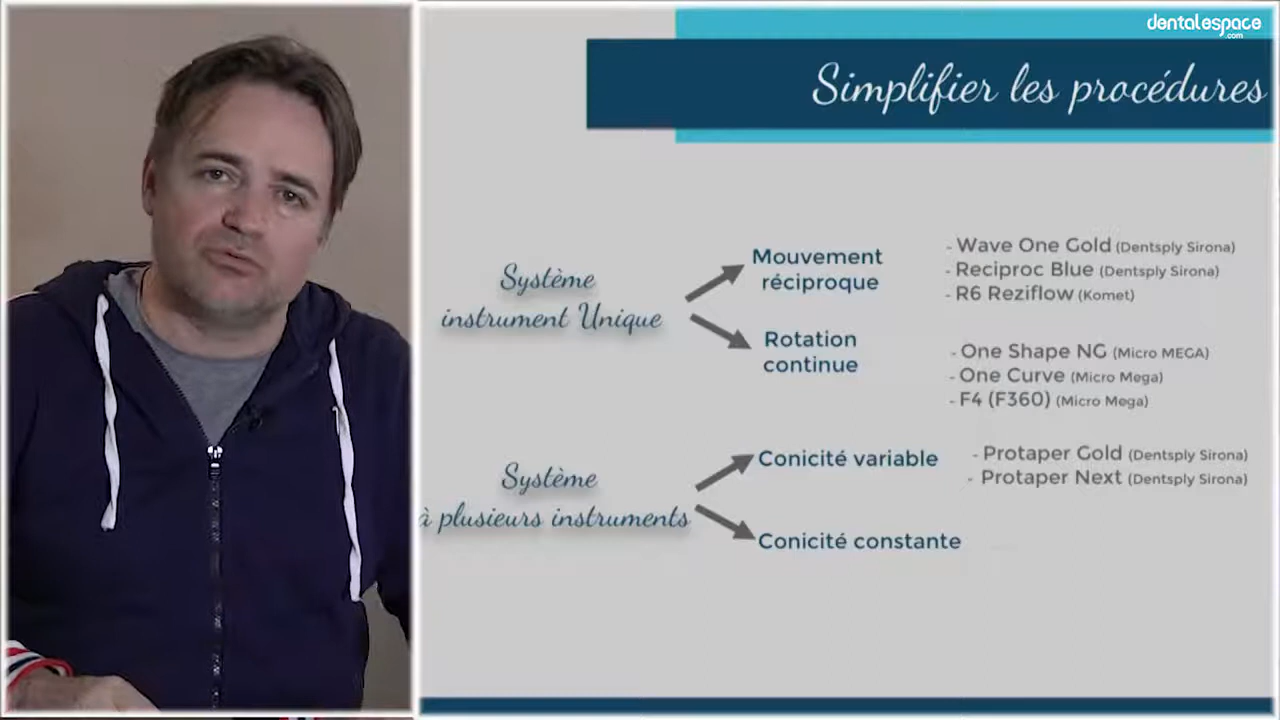 dentalespace
.com
Simplifier les procédures
Système
instrument Unique
Mouvement
réciproque
- Wave One Gold (Dentsply Sirona)
- Reciproc Blue (Dentsply Sirona)
- R6 Reziflow (Komet)
Rotation
continue
- One Shape NG (Micro MEGA)
- One Curve (Micro Mega)
- F4 (F360) (Micro Mega)
Système
à plusieurs instruments
Conicité variable
- Protaper Gold (Dentsply Sirona)
- Protaper Next (Dentsply Sirona)
Conicité constante